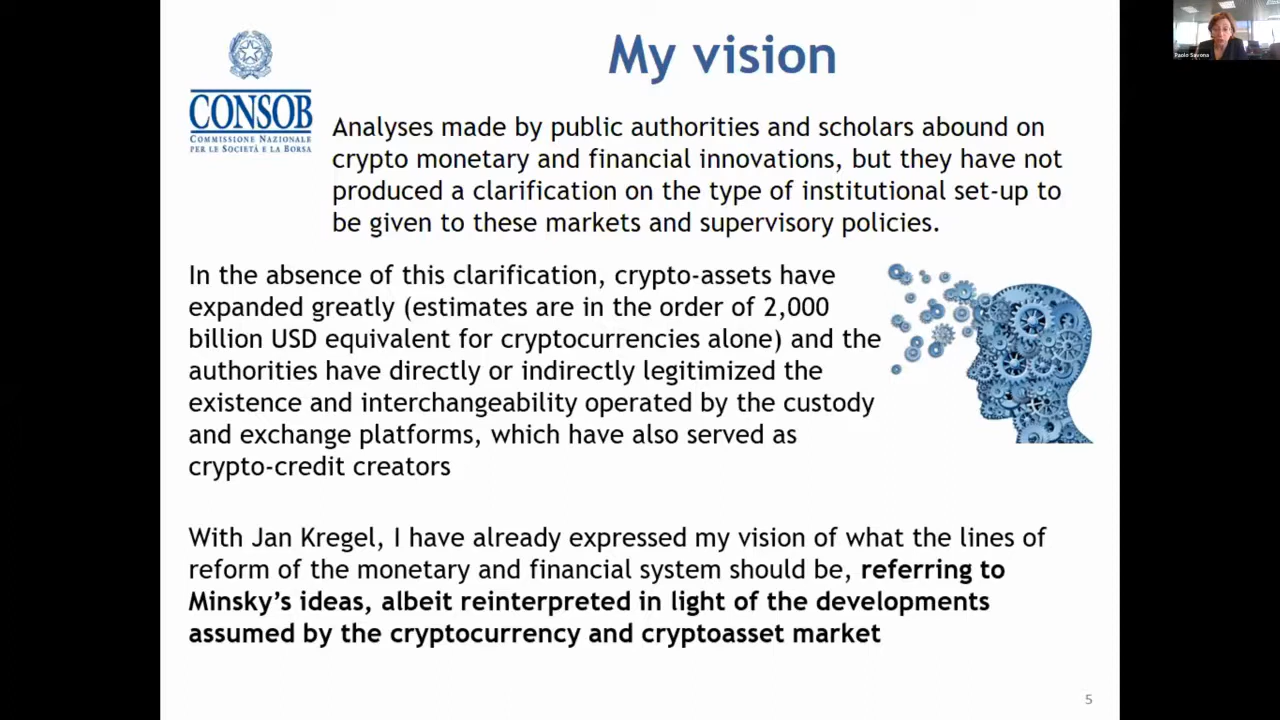 My vision
CONSOB
COMMISSIONE NAZIONALE
PER LE SOCIETÀ E LA BORSA
Analyses made by public authorities and scholars abound on
crypto monetary and financial innovations, but they have not
produced a clarification on the type of institutional set-up to
be given to these markets and supervisory policies.
In the absence of this clarification, crypto-assets have
expanded greatly (estimates are in the order of 2,000
billion USD equivalent for cryptocurrencies alone) and the
authorities have directly or indirectly legitimized the
existence and interchangeability operated by the custody
and exchange platforms, which have also served as
crypto-credit creators
With Jan Kregel, I have already expressed my vision of what the lines of
reform of the monetary and financial system should be, referring to
Minsky's ideas, albeit reinterpreted in light of the developments
assumed by the cryptocurrency and cryptoasset market
5
Paolo Savona